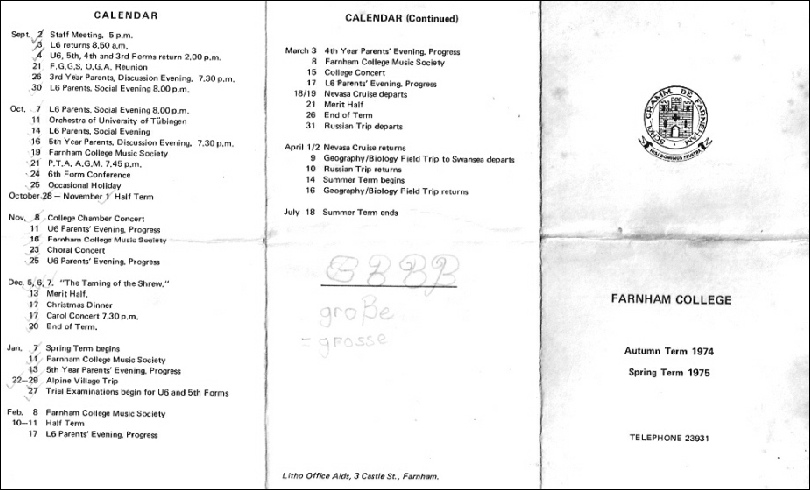 CALENDAR
Sept. 2 Staff Meeting, 5 p.m.
3 L6 returns 8.50 a.m.
4 U6, 5th, 4th and 3rd Forms return 2.00 p.m.
21 F.G.G.S. O.G.A. Reunion
26 3rd Year Parents, Discussion Evening, 7.30 p.m.
30 L6 Parents, Social Evening 8.00 p.m.
Oct. 7 L6 Parents, Social Evening 8.00 p.m.
11 Orchestra of University of Tübingen
14 L6 Parents, Social Evening
16 5th Year Parents, Discussion Evening, 7.30 p.m.
19 Farnham College Music Society
21 P.T.A. A.G.M. 7.45 p.m.
24 6th Form Conference
25 Occasional Holiday
October 28 — November 1 Half Term
Nov. 8 College Chamber Concert
11 U6 Parents' Evening, Progress
16 Farnham College Music Society
23 Choral Concert
25 U6 Parents' Evening, Progress
Dec. 5, 6, 7. "The Taming of the Shrew."
13 Merit Half.
17 Christmas Dinner
17 Carol Concert 7.30 p.m.
20 End of Term.
Jan. 7 Spring Term begins
11 Farnham College Music Society
13 5th Year Parents' Evening, Progress
22—29 Alpine Village Trip
27 Trial Examinations begin for U6 and 5th Forms
Feb. 8 Farnham College Music Society
10—11 Half Term
17 L6 Parents' Evening, Progress
CALENDAR (Continued)
March 3 4th Year Parents' Evening, Progress
8 Farnham College Music Society
15 College Concert
17 L6 Parents' Evening, Progress
18/19 Nevasa Cruise departs
21 Merit Half
26 End of Term
31 Russian Trip departs
April 1/2 Nevasa Cruise returns
9 Geography/Biology Field Trip to Swansea departs
10 Russian Trip returns
14 Summer Term begins
16 Geography/Biology Field Trip returns
July 18 Summer Term ends
große
= grosse
Litho Office Aids, 3 Castle St., Farnham.
FARNHAM COLLEGE
Autumn Term 1974
Spring Term 1975
TELEPHONE 23931